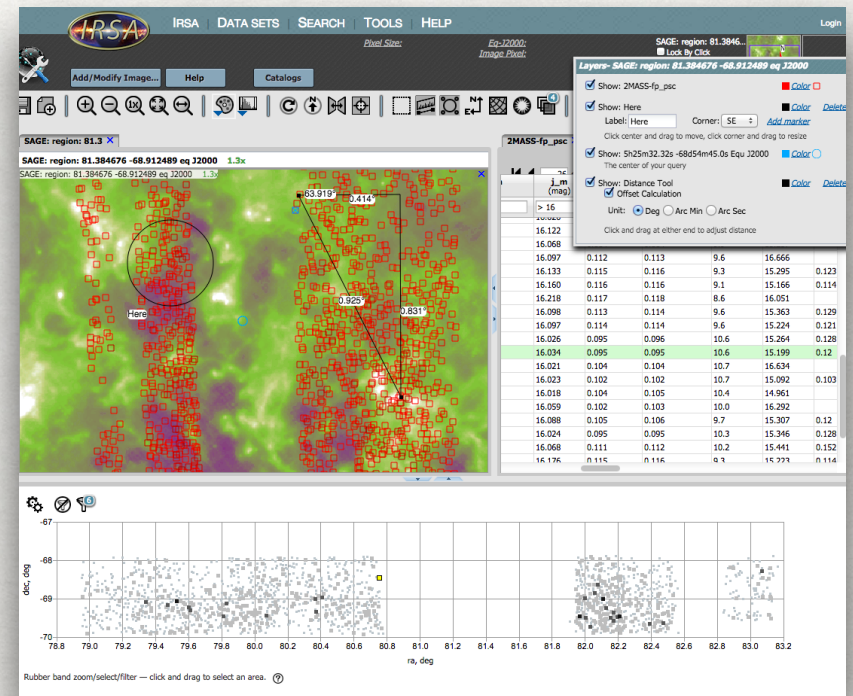 IRSA
IRSA DATA SETS SEARCH TOOLS HELP
Login
Pixel Size:
Eq-J2000:
Image Pixel:
SAGE: region: 81.3846...
Lock By Click
Add/Modify Image...
Help
Catalogs
4
Layers- SAGE: region: 81.384676 -68.912489 eq J2000
Show: 2MASS-fp_psc
Color
Show: Here
Color
Delete
Label: Here
Corner: SE
Add marker
Click center and drag to move, click corner and drag to resize
Show: 5h25m32.32s -68d54m45.0s Equ J2000
Color
The center of your query
Show: Distance Tool
Color
Delete
Offset Calculation
Unit: Deg Arc Min Arc Sec
Click and drag at either end to adjust distance
SAGE: region: 81.3 X
SAGE: region: 81.384676 -68.912489 eq J2000 1.3x
SAGE: region: 81.384676 -68.912489 eq J2000 1.3x
63.919°
0.414°
0.925°
0.831°
Here
2MASS-fp_psc
j_m
(mag)
> 16
16.122
16.068
16.097 0.112 0.113 9.6 16.666
16.133 0.115 0.116 9.3 15.295 0.123
16.160 0.116 0.116 9.1 15.166 0.114
16.218 0.117 0.118 8.6 16.051
16.098 0.113 0.114 9.6 15.363 0.129
16.097 0.114 0.114 9.6 15.224 0.121
16.026 0.095 0.096 10.6 15.264 0.128
16.034 0.095 0.095 10.6 15.199 0.12
16.021 0.104 0.104 10.7 16.634
16.023 0.102 0.102 10.7 15.092 0.103
16.018 0.104 0.105 10.4 14.961
16.059 0.102 0.103 10.0 16.292
16.088 0.105 0.106 9.7 15.307 0.12
16.024 0.095 0.095 10.3 15.346 0.128
16.068 0.111 0.112 10.2 15.441 0.152
16.176 0.115 0.116 9.3 15.223 0.114
6
-67
-68
-69
-70
dec, deg
78.8 79.0 79.2 79.4 79.6 79.8 80.0 80.2 80.4 80.6 80.8 81.0 81.2 81.4 81.6 81.8 82.0 82.2 82.4 82.6 82.8 83.0 83.2
ra, deg
Rubber band zoom/select/filter — click and drag to select an area.